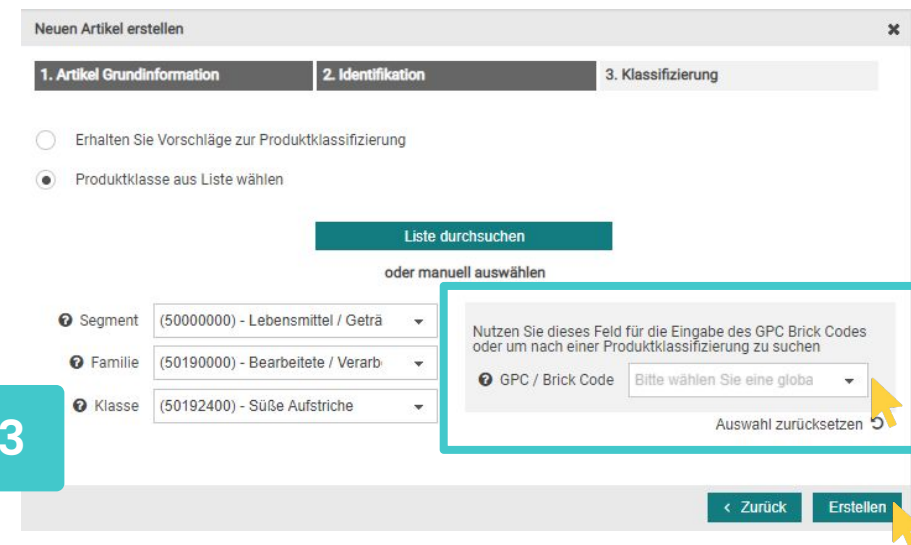 Neuen Artikel erstellen
1. Artikel Grundinformation
2. Identifikation
3. Klassifizierung
Erhalten Sie Vorschläge zur Produktklassifizierung
Produktklasse aus Liste wählen
Liste durchsuchen
oder manuell auswählen
Segment (50000000) - Lebensmittel / Geträ
Familie (50190000) - Bearbeitete / Verarb
Klasse (50192400) - Süße Aufstriche
Nutzen Sie dieses Feld für die Eingabe des GPC Brick Codes
oder um nach einer Produktklassifizierung zu suchen
GPC / Brick Code Bitte wählen Sie eine globa
Auswahl zurücksetzen
3
< Zurück
Erstellen